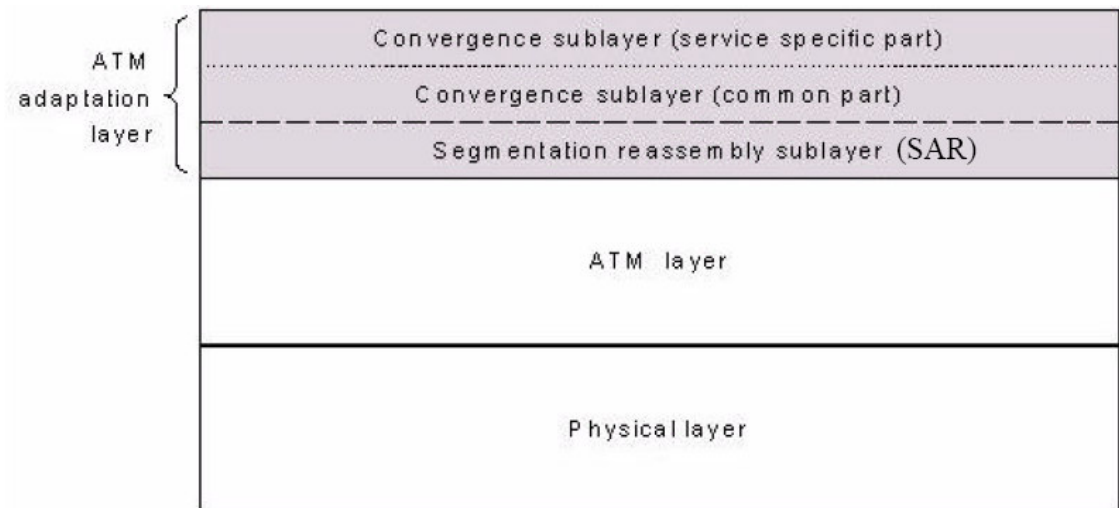 Convergence sublayer (service specific part)
ATM
adaptation
layer
Convergence sublayer (common part)
Segmentation reassembly sublayer (SAR)
ATM layer
Physical layer